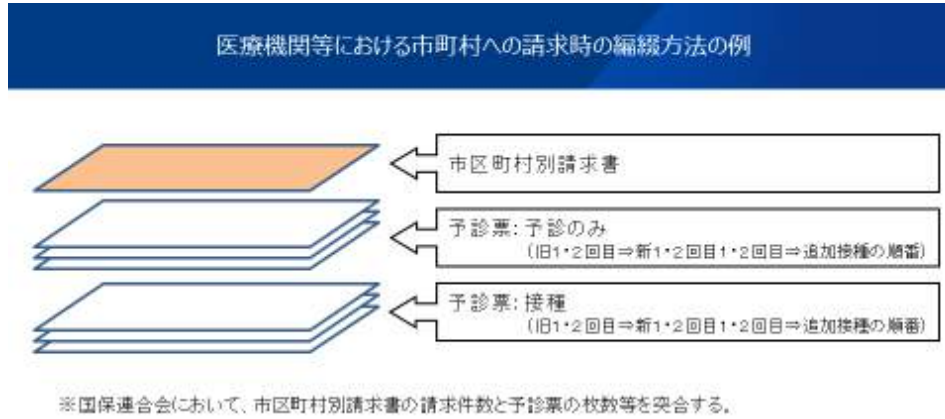 医療機関等における市町村への請求時の編綴方法の例
市区町村別請求書
予診票:予診のみ
(旧1・2回目⇒新1・2回目1・2回目⇒追加接種の順番)
予診票:接種
(旧1・2回目⇒新1・2回目1・2回目⇒追加接種の順番)
※国保連合会において、市区町村別請求書の請求件数と予診票の枚数等を突合する。